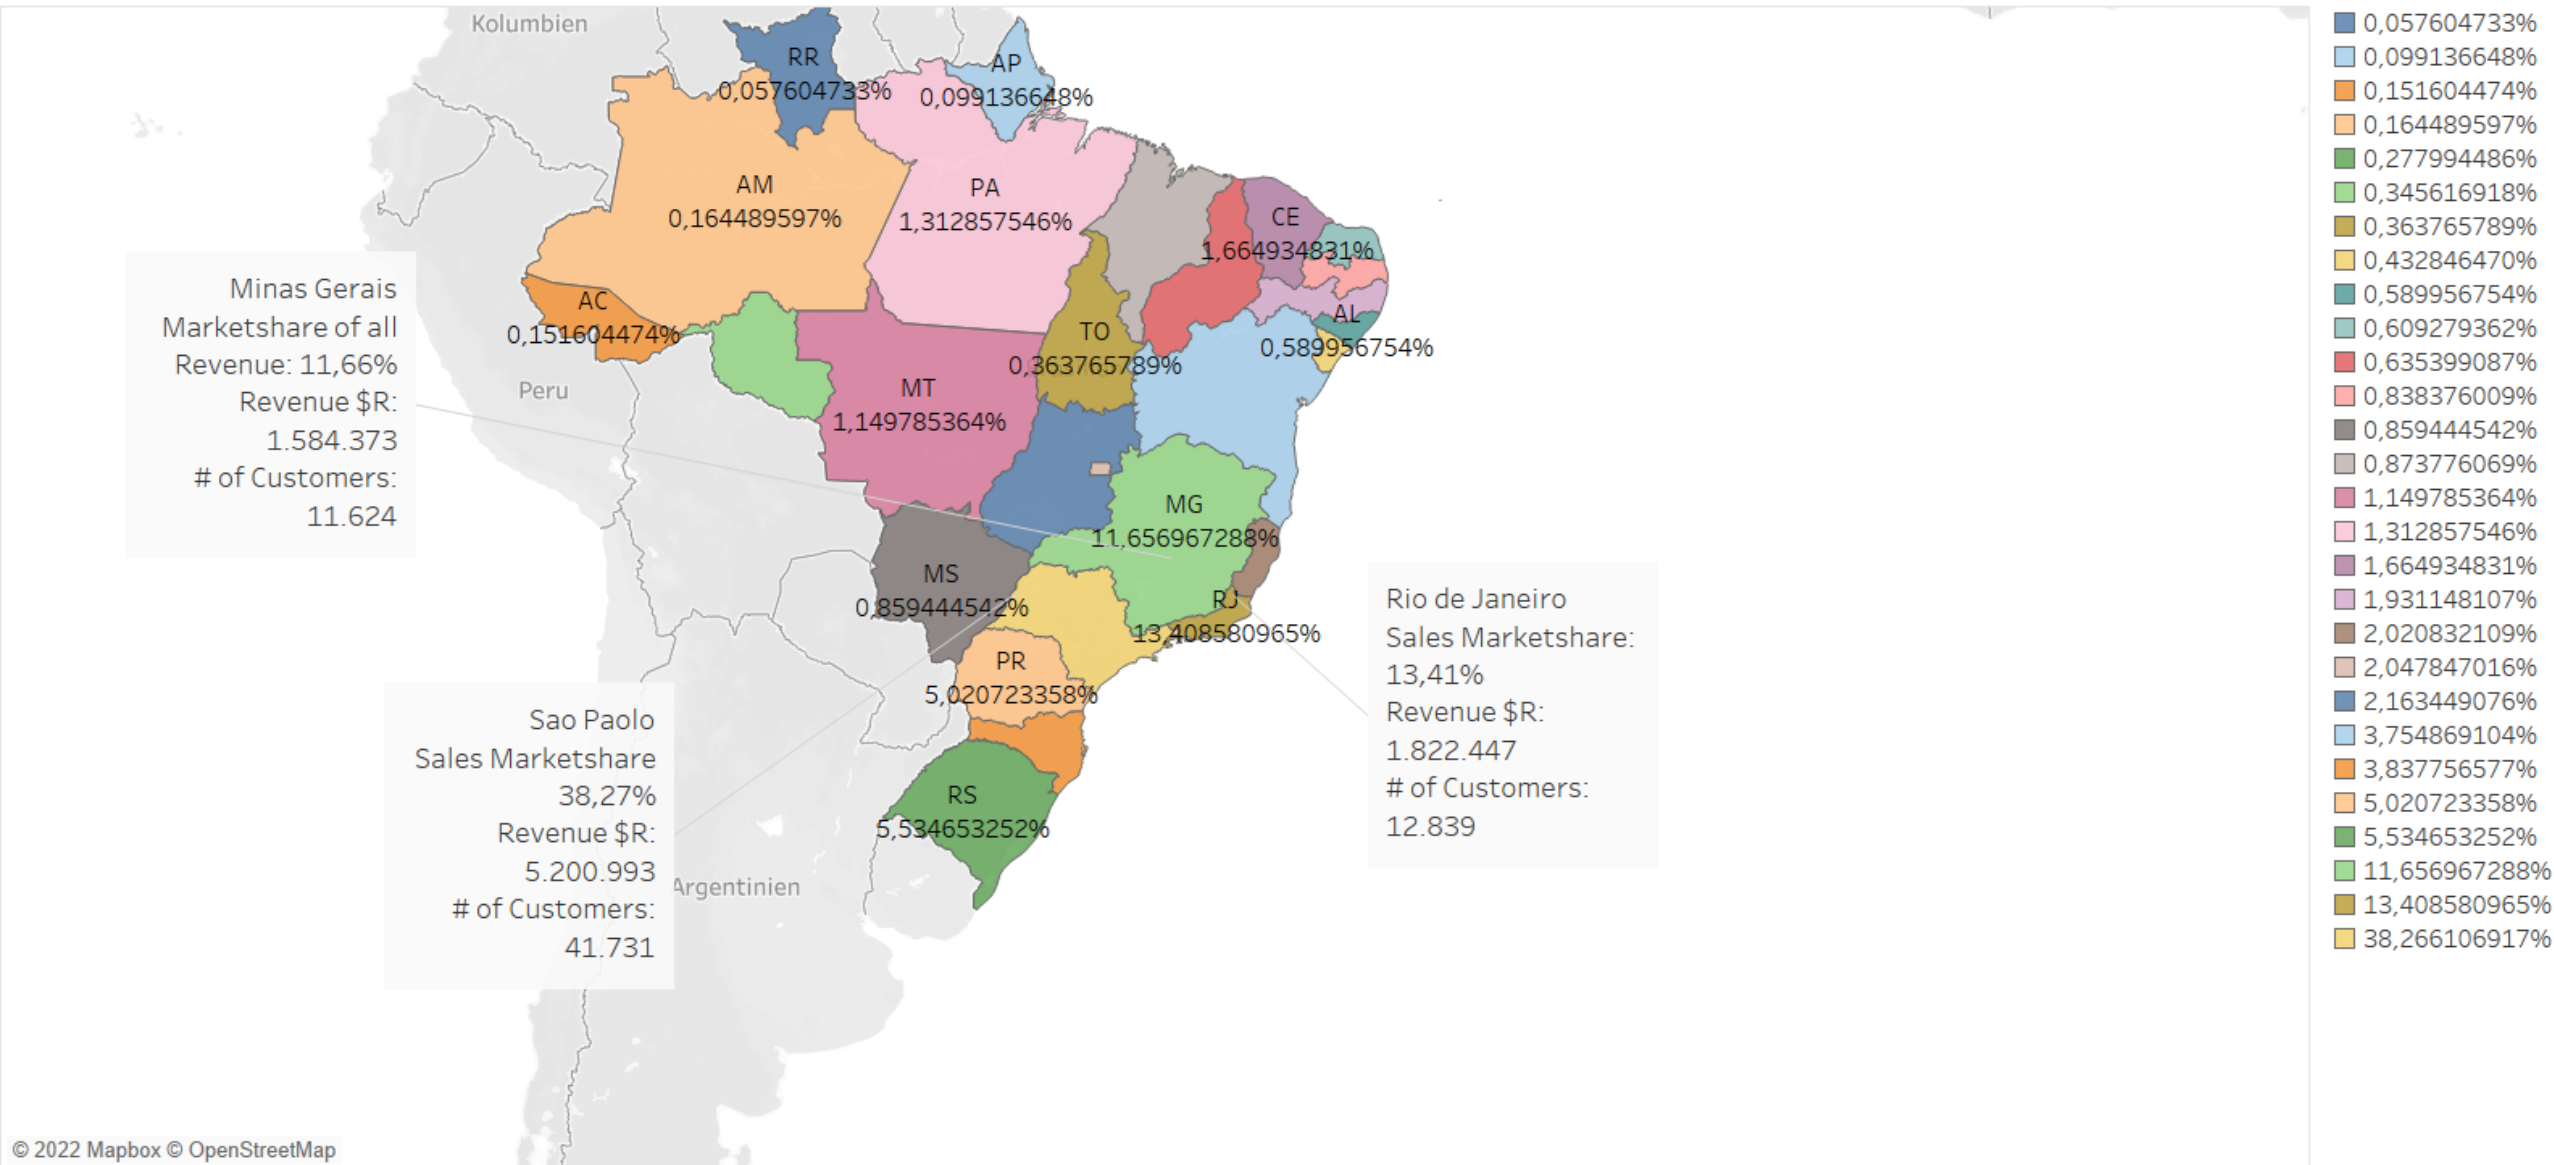 Kolumbien
RR
0,057604733%
AP
0,099136648%
AM
0,164489597%
PA
1,312857546%
CE
1,664934831%
AC
0,151604474%
AL
0,589956754%
TO
0,363765789%
Peru
MT
1,149785364%
MG
11,656967288%
MS
0,859444542%
RJ
13,408580965%
PR
5,020723358%
RS
5,534653252%
Argentinien
Minas Gerais
Marketshare of all
Revenue: 11,66%
Revenue $R:
1.584.373
# of Customers:
11.624
Sao Paolo
Sales Marketshare
38,27%
Revenue $R:
5.200.993
# of Customers:
41.731
Rio de Janeiro
Sales Marketshare:
13,41%
Revenue $R:
1.822.447
# of Customers:
12.839
0,057604733%
0,099136648%
0,151604474%
0,164489597%
0,277994486%
0,345616918%
0,363765789%
0,432846470%
0,589956754%
0,609279362%
0,635399087%
0,838376009%
0,859444542%
0,873776069%
1,149785364%
1,312857546%
1,664934831%
1,931148107%
2,020832109%
2,047847016%
2,163449076%
3,754869104%
3,837756577%
5,020723358%
5,534653252%
11,656967288%
13,408580965%
38,266106917%
© 2022 Mapbox © OpenStreetMap